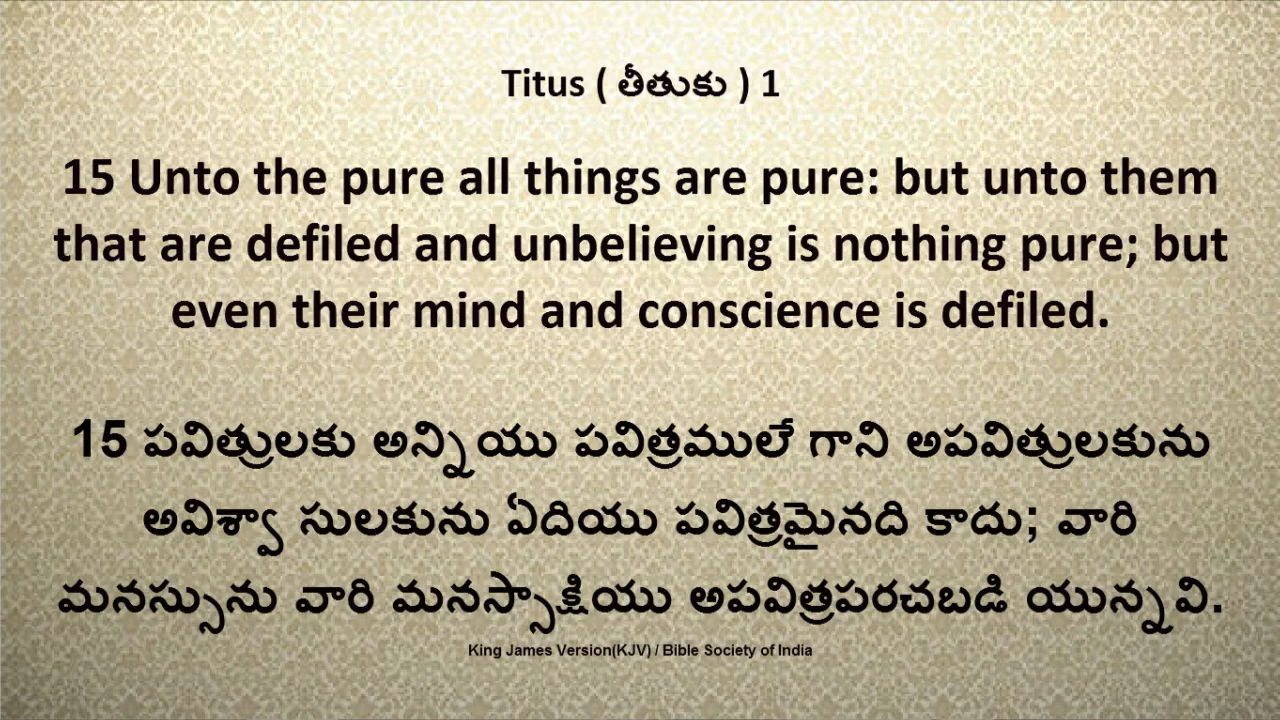 Titus ( తీతుకు ) 1
15 Unto the pure all things are pure: but unto them
that are defiled and unbelieving is nothing pure; but
even their mind and conscience is defiled.
15 పవిత్రులకు అన్నియు పవిత్రములే గాని అపవిత్రులకును
అవిశ్వా సులకును ఏదియు పవిత్రమైనది కాదు; వారి
మనస్సును వారి మనస్సాక్షియు అపవిత్రపరచబడి యున్నవి.
King James Version(KJV) / Bible Society of India